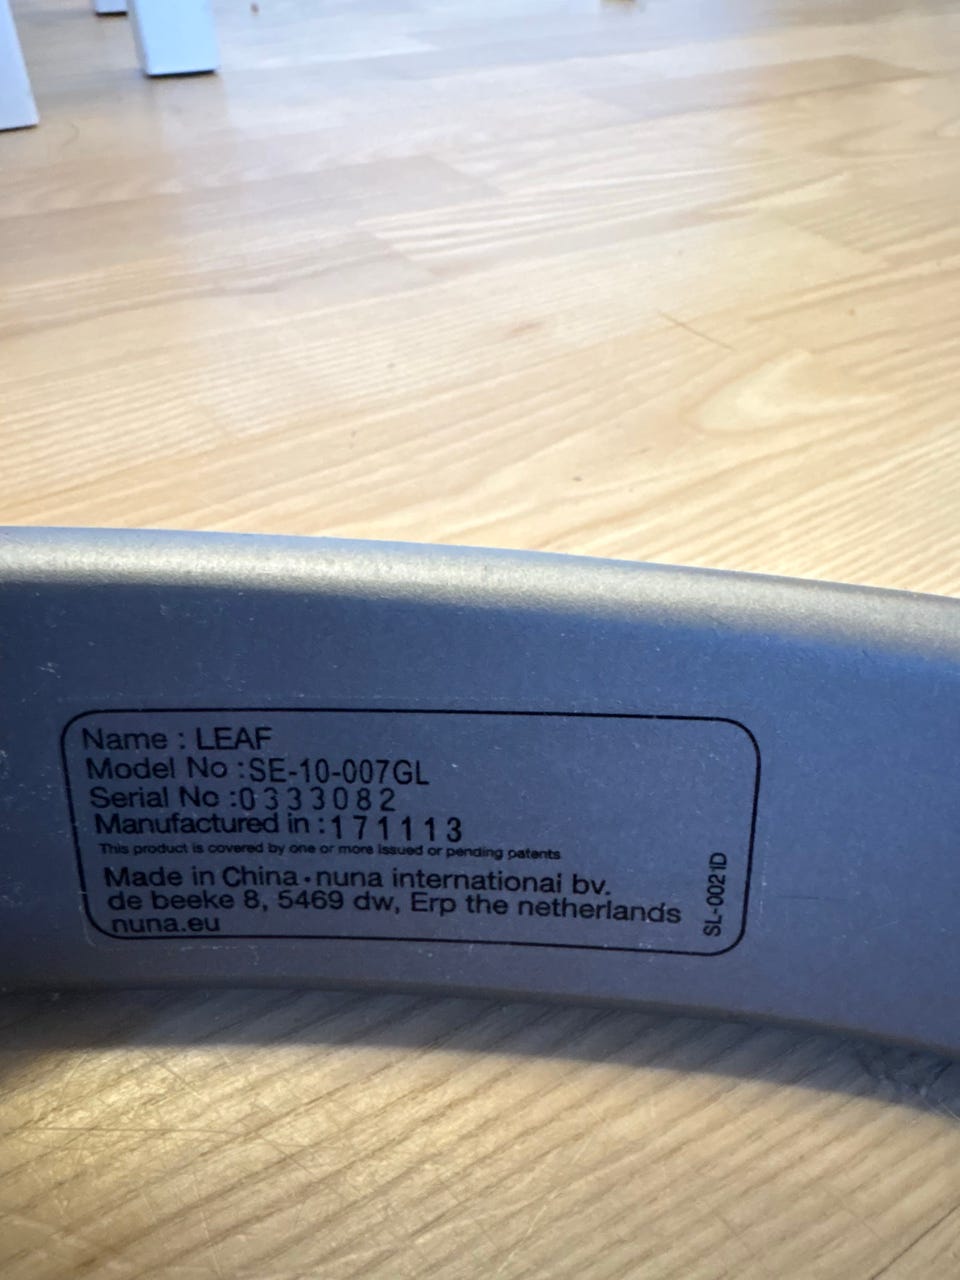 Name : LEAF
Model No :SE-10-007GL
Serial No :0333082
Manufactured in :171113
This product is covered by one or more issued or pending patents
Made in China • nuna international bv.
de beeke 8, 5469 dw, Erp the netherlands
nuna.eu
SL-0021D